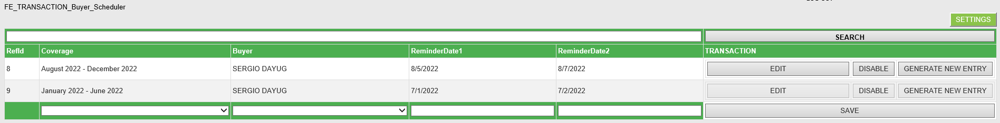 FE_TRANSACTION_Buyer_Scheduler
SETTINGS
SEARCH
RefId Coverage Buyer ReminderDate1 ReminderDate2 TRANSACTION
8 August 2022 - December 2022 SERGIO DAYUG 8/5/2022 8/7/2022 EDIT DISABLE GENERATE NEW ENTRY
9 January 2022 - June 2022 SERGIO DAYUG 7/1/2022 7/2/2022 EDIT DISABLE GENERATE NEW ENTRY
SAVE